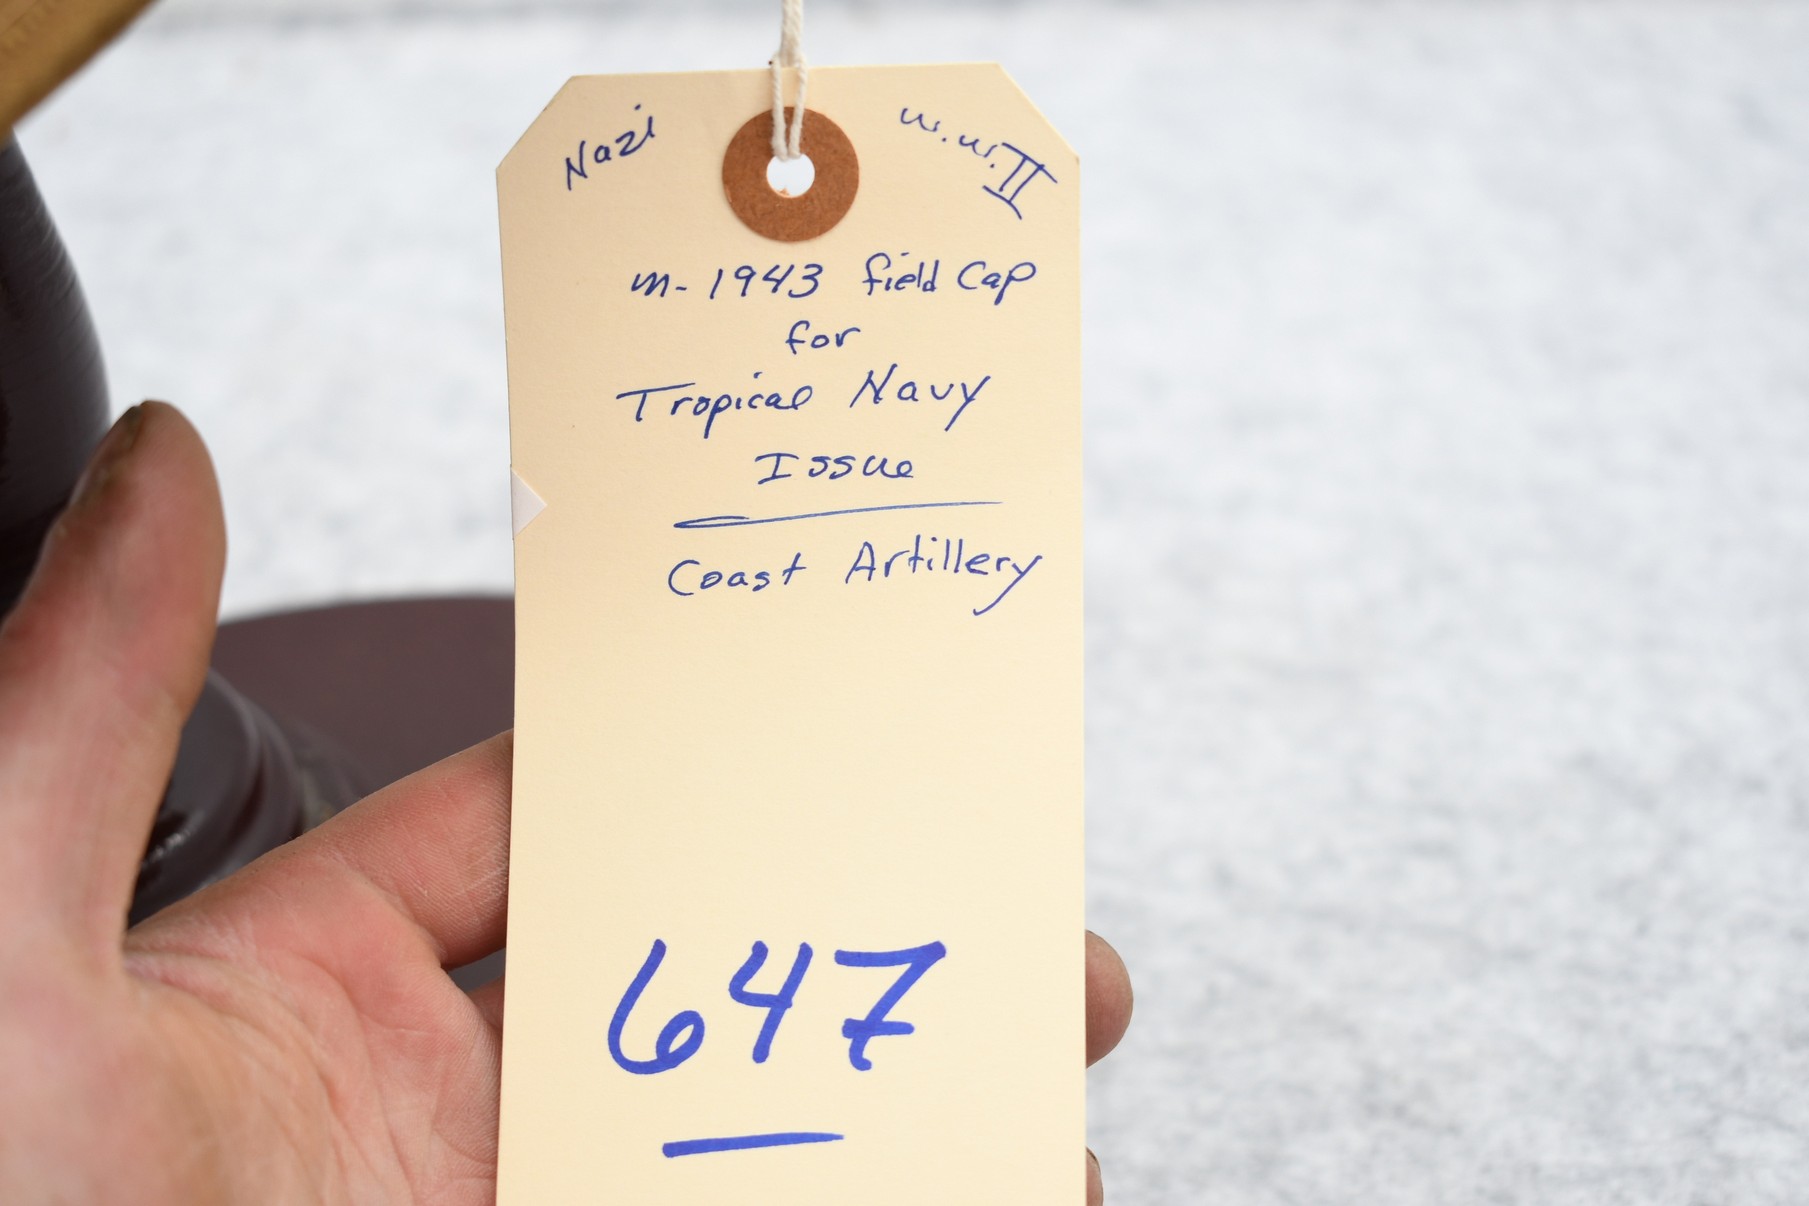 Nazi
W.W.II
M-1943 field Cap
for
Tropical Navy
Issue
Coast Artillery
647